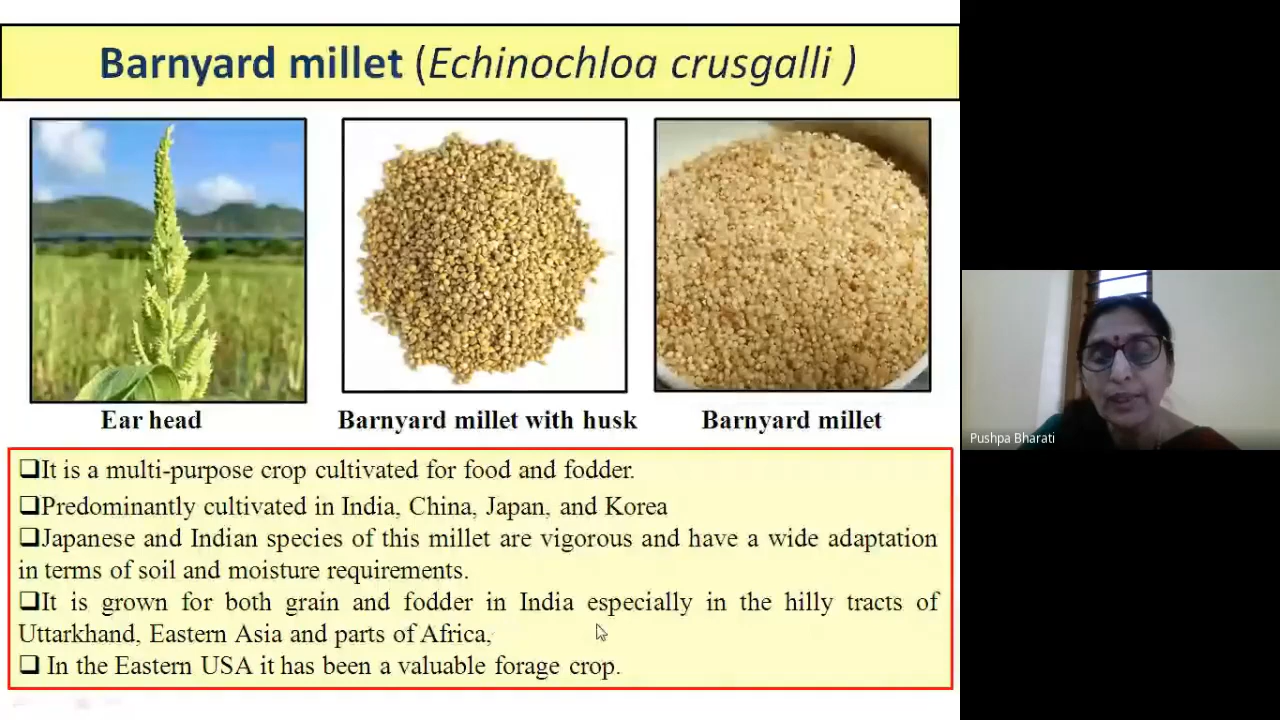 Barnyard millet (Echinochloa crusgalli )
Ear head
Barnyard millet with husk
Barnyard millet
Pushpa Bharati
❑It is a multi-purpose crop cultivated for food and fodder.
❑Predominantly cultivated in India, China, Japan, and Korea
❑Japanese and Indian species of this millet are vigorous and have a wide adaptation
in terms of soil and moisture requirements.
❑It is grown for both grain and fodder in India especially in the hilly tracts of
Uttarkhand, Eastern Asia and parts of Africa,
❑ In the Eastern USA it has been a valuable forage crop.